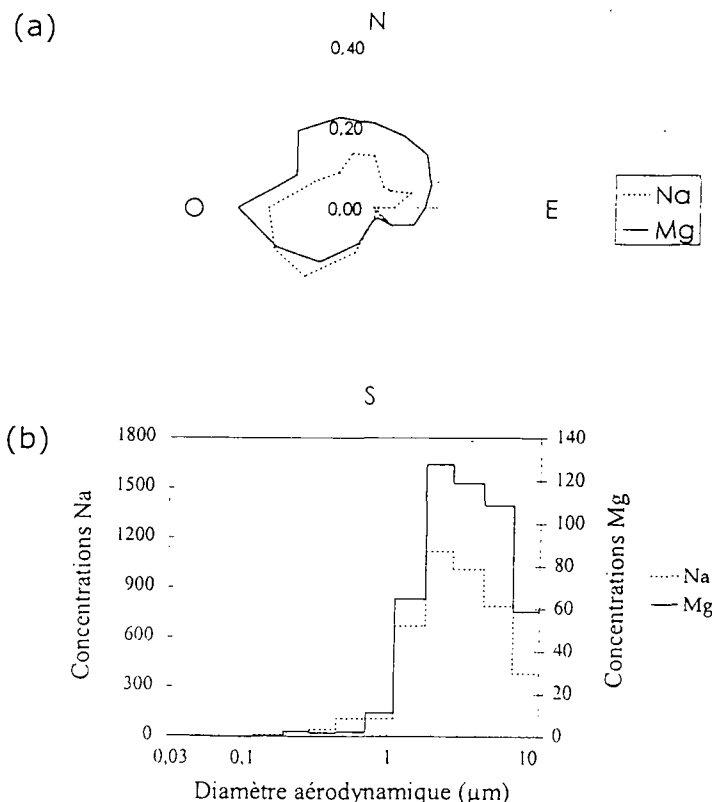 (a)
N
0,40
0,20
0,00
O
E
Na
Mg
S
(b)
1800
1500
1200
900
600
300
0
Concentrations Na
140
120
100
80
60
40
20
0
Concentrations Mg
Na
Mg
0,03 0,1 1 10
Diamètre aérodynamique (µm)